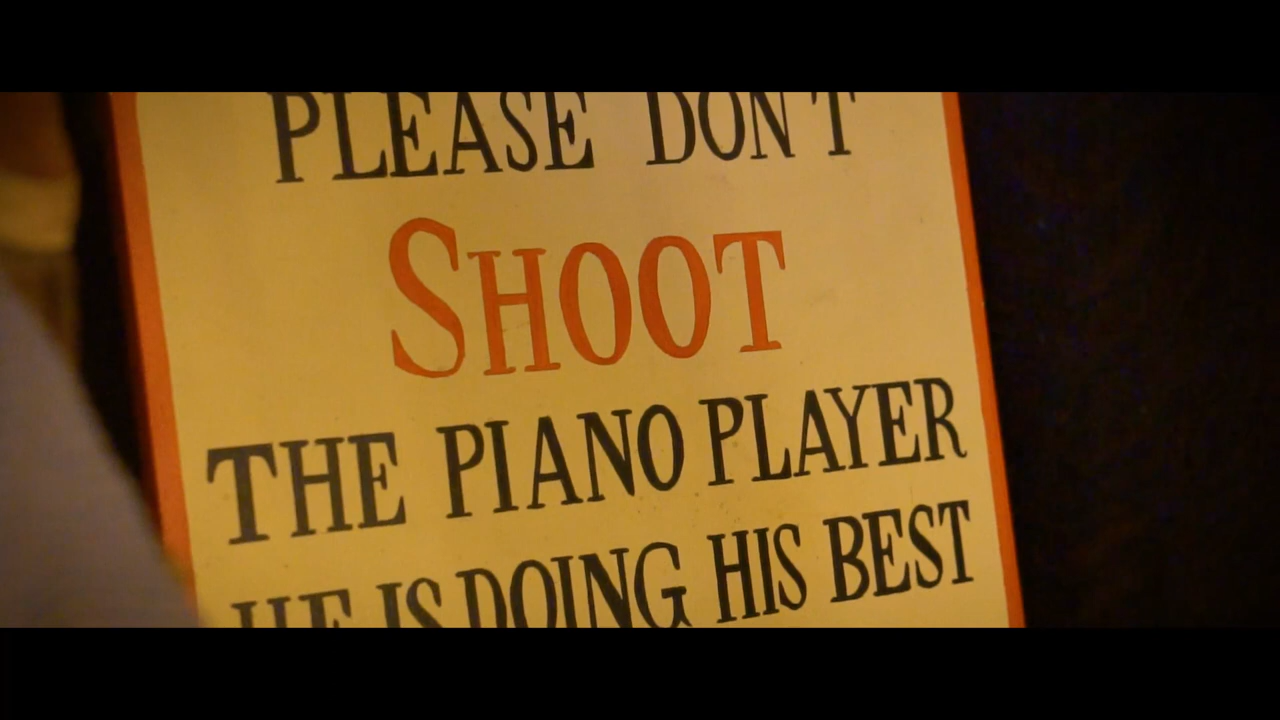 PLEASE DON'T
SHOOT
THE PIANO PLAYER
HE IS DOING HIS BEST